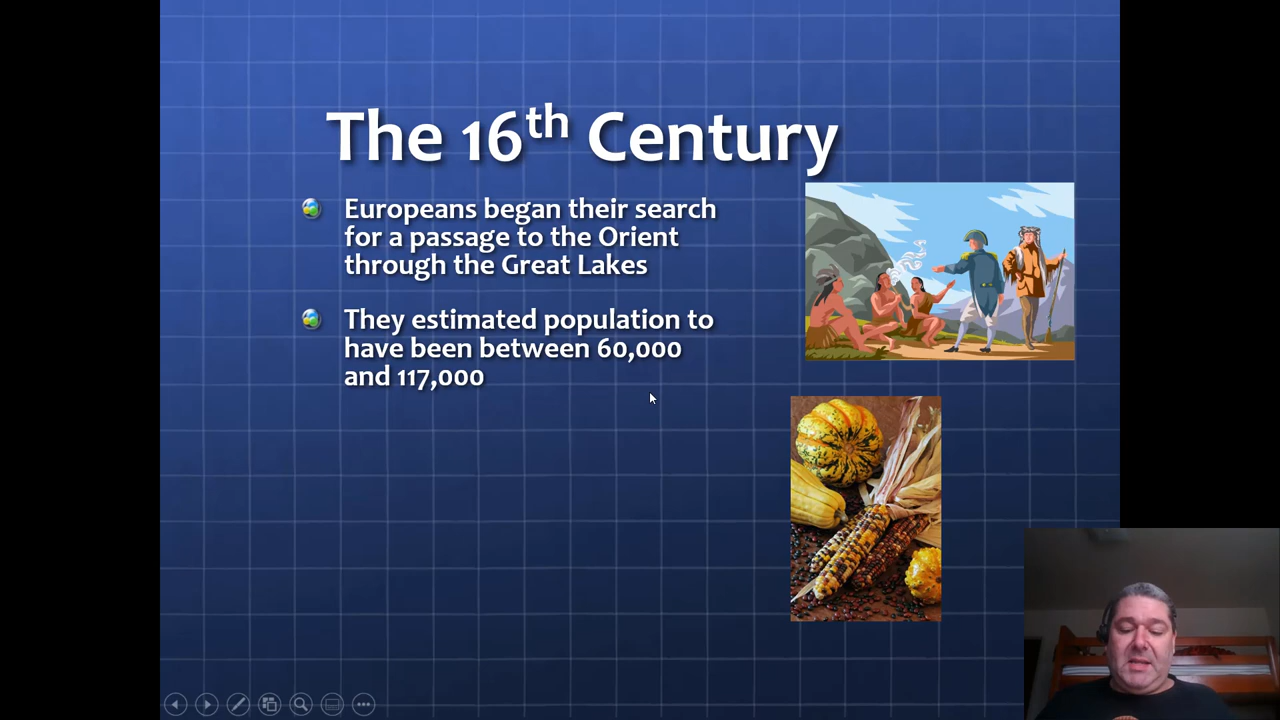 The 16th Century
Europeans began their search
for a passage to the Orient
through the Great Lakes
They estimated population to
have been between 60,000
and 117,000